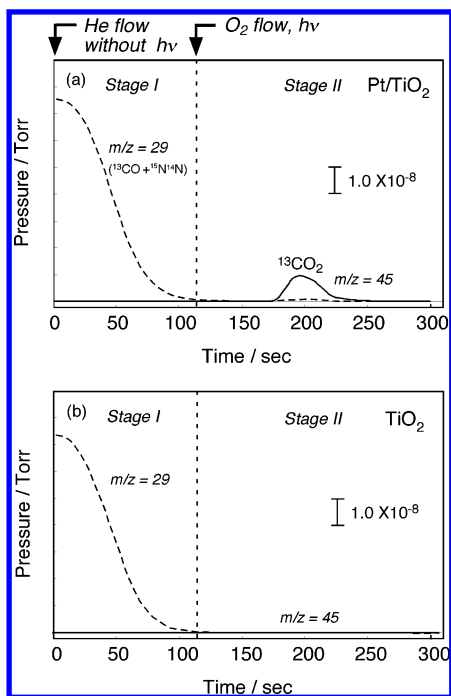 He flow
without hν
O₂ flow, hν
(a)
Stage I
Stage II
Pt/TiO₂
m/z = 29
(¹³CO +¹⁵N¹⁴N)
1.0 X10⁻⁸
¹³CO₂
m/z = 45
Pressure / Torr
0 50 100 150 200 250 300
Time / sec
(b)
Stage I
Stage II
TiO₂
m/z = 29
1.0 X10⁻⁸
m/z = 45
Pressure / Torr
0 50 100 150 200 250 300
Time / sec